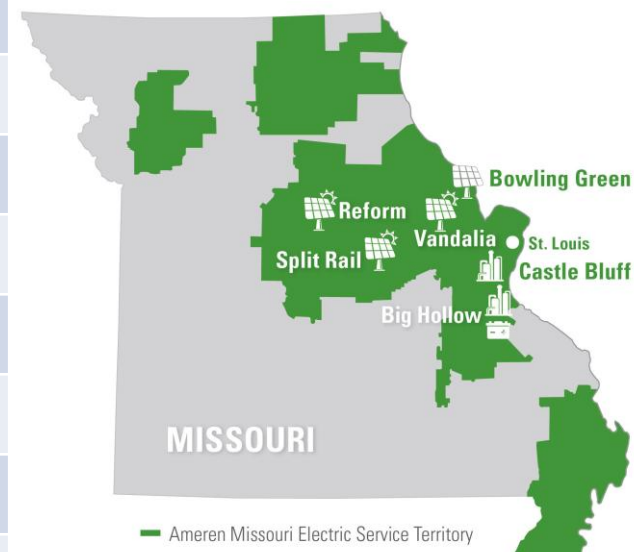 Bowling Green
Reform
Vandalia
St. Louis
Split Rail
Castle Bluff
Big Hollow
MISSOURI
Ameren Missouri Electric Service Territory